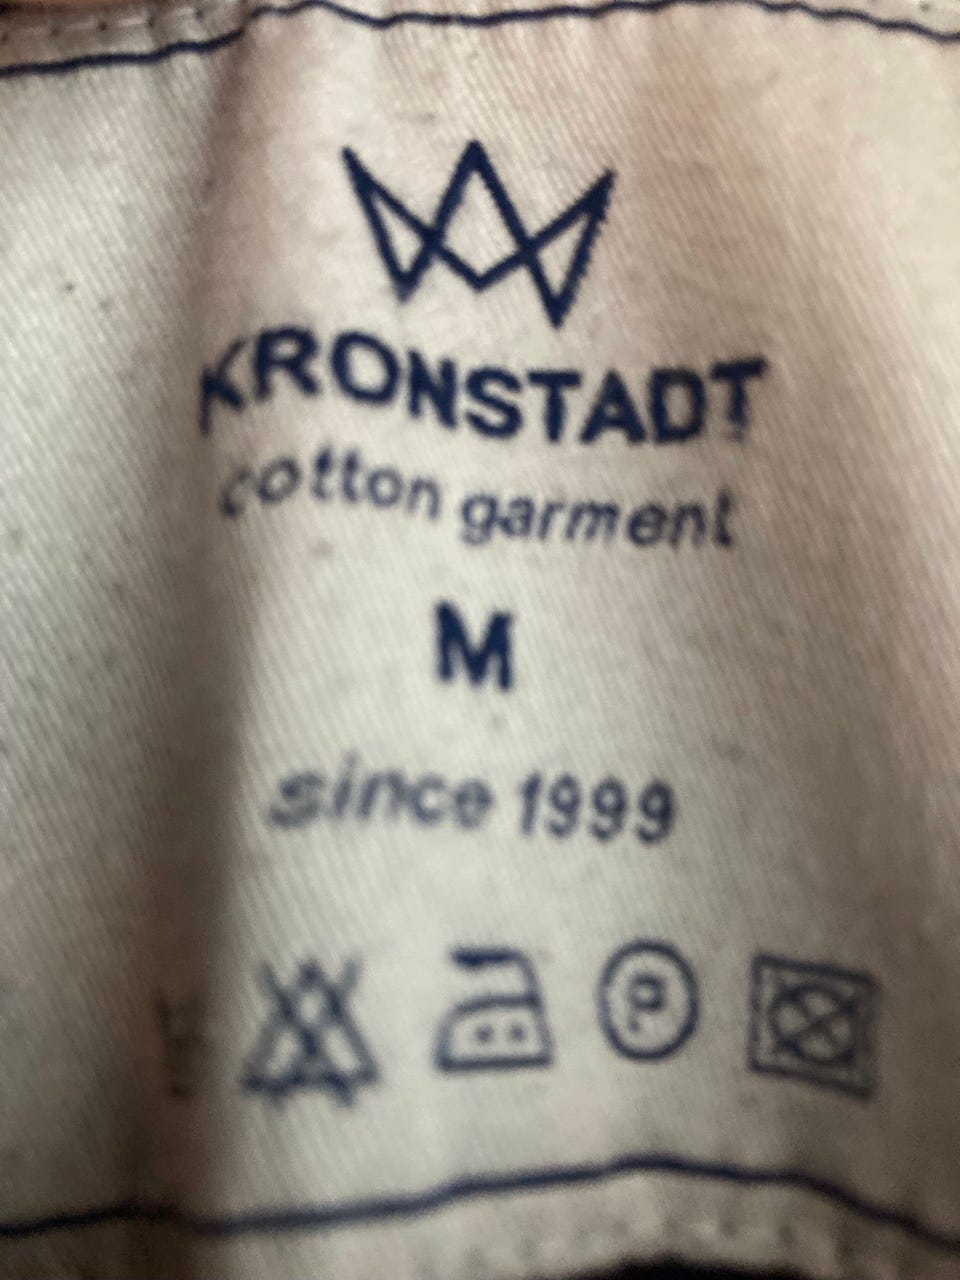 KRONSTADT
cotton garment
M
since 1999
P